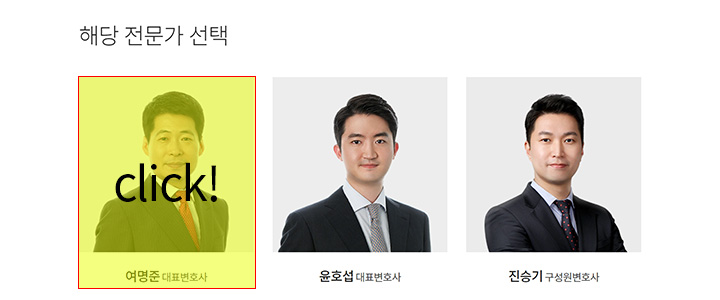 해당 전문가 선택
click!
여명준 대표변호사
윤호섭 대표변호사
진승기 구성원변호사